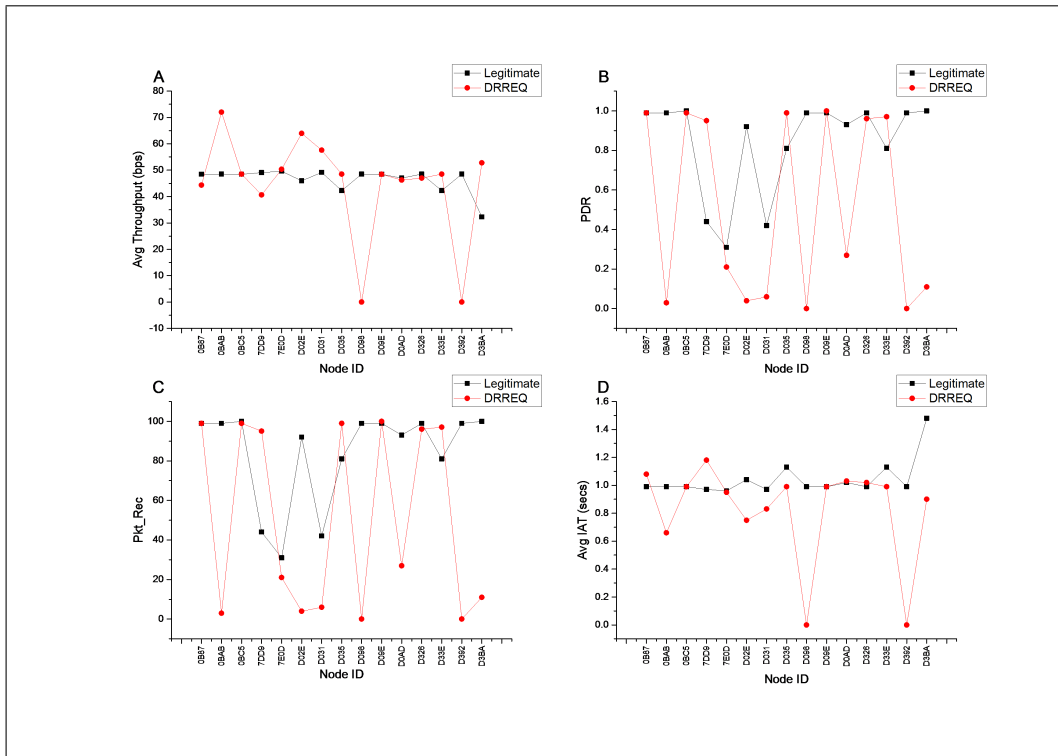 A
Legitimate
DRREQ
80
70
60
50
40
30
20
10
0
-10
Avg Throughput (bps)
0B87 0BAB 0BC5 7DD9 7E0D D02E D031 D035 D098 D09E D0AD D326 D33E D392 D3BA
Node ID
B
Legitimate
DRREQ
1.0
0.8
0.6
0.4
0.2
0.0
PDR
0B87 0BAB 0BC5 7DD9 7E0D D02E D031 D035 D098 D09E D0AD D326 D33E D392 D3BA
Node ID
C
Legitimate
DRREQ
100
80
60
40
20
0
Pkt_Rec
0B87 0BAB 0BC5 7DD9 7E0D D02E D031 D035 D098 D09E D0AD D326 D33E D392 D3BA
Node ID
D
Legitimate
DRREQ
1.6
1.4
1.2
1.0
0.8
0.6
0.4
0.2
0.0
Avg IAT (secs)
0B87 0BAB 0BC5 7DD9 7E0D D02E D031 D035 D098 D09E D0AD D326 D33E D392 D3BA
Node ID